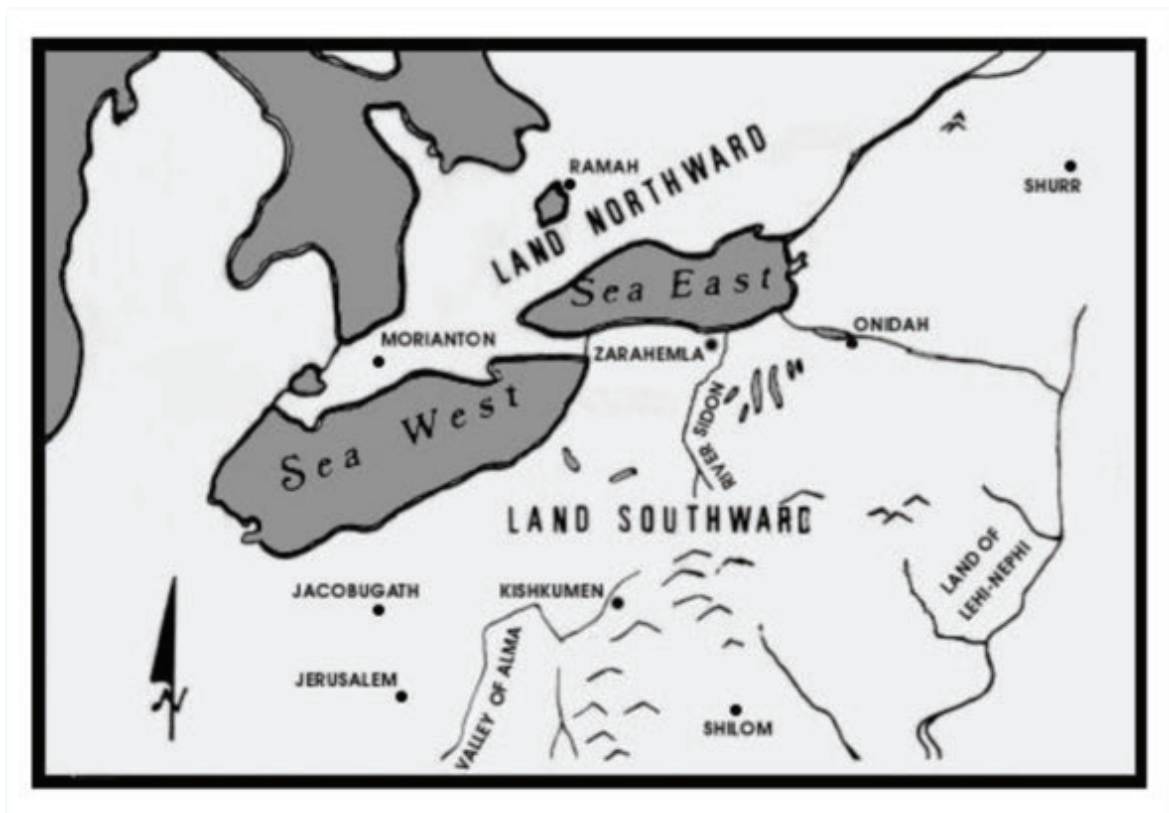 RAMAH
LAND NORTHWARD
SHURR
Sea East
MORIANTON
ZARAHEMLA
ONIDAH
Sea West
RIVER SIDON
LAND SOUTHWARD
LAND OF
LEHI-NEPHI
JACOBUGATH
KISHKUMEN
VALLEY OF ALMA
JERUSALEM
SHILOM
N